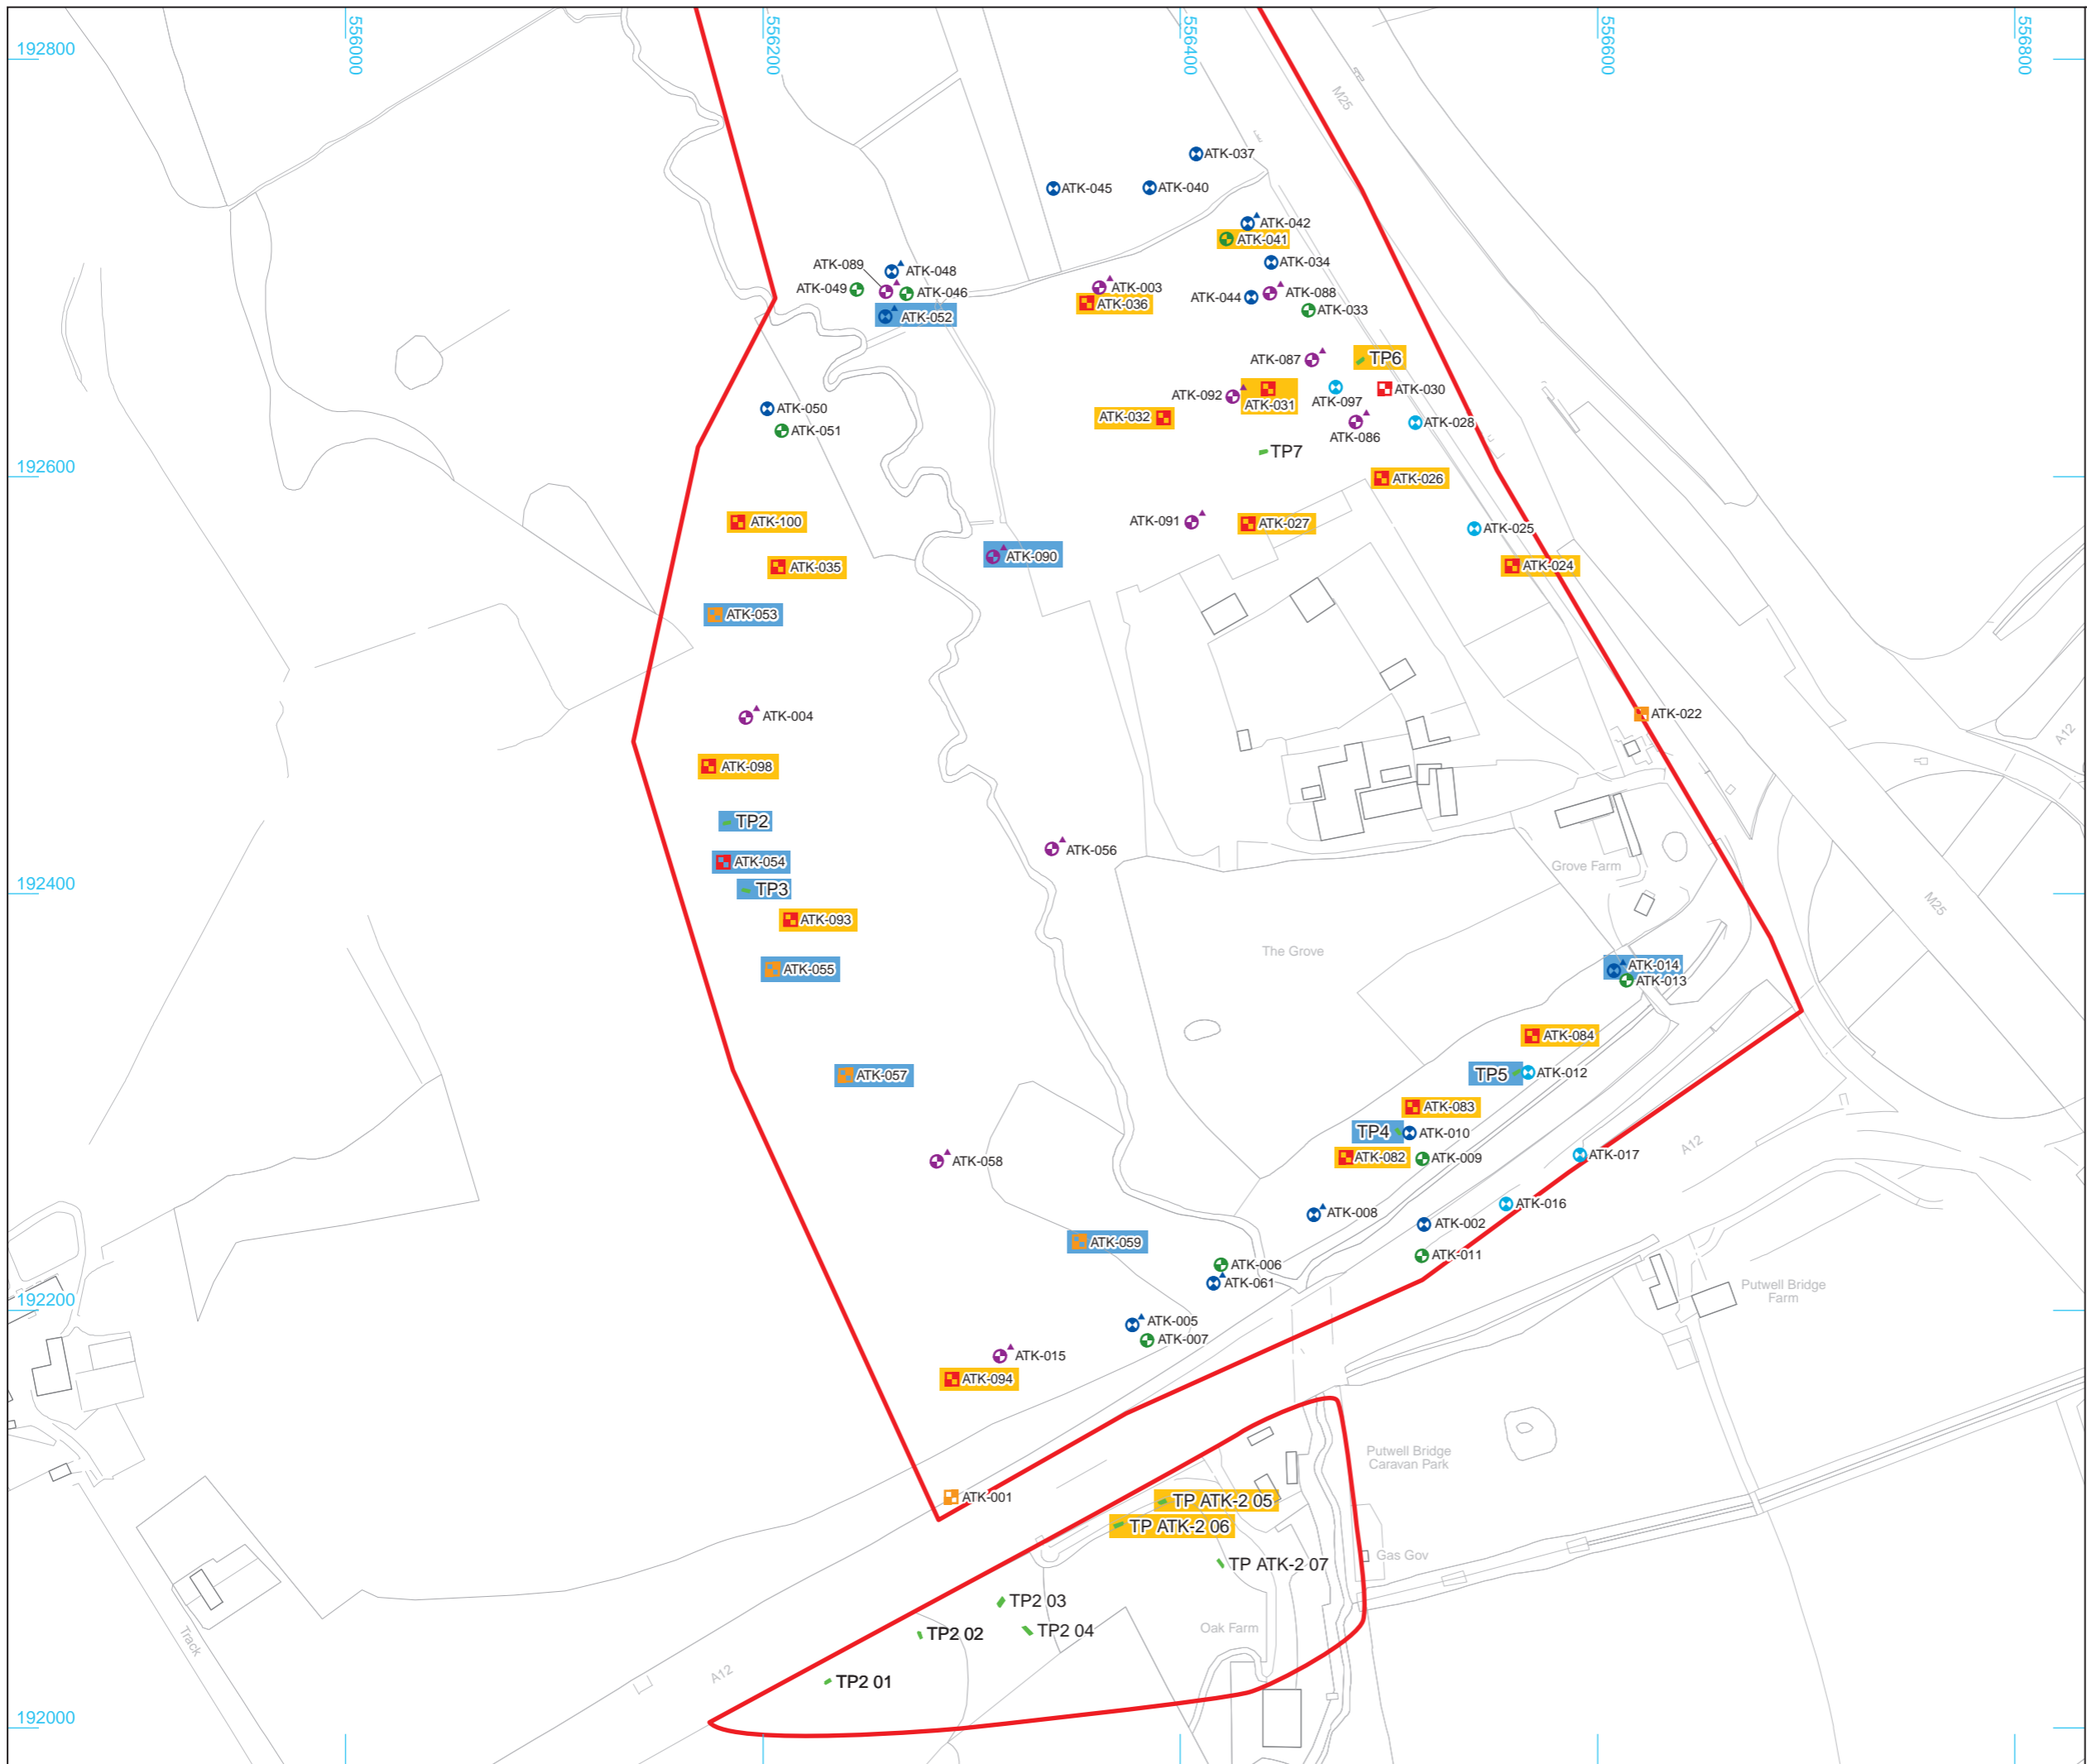 556000
556200
556400
556600
556800
192800
M25
ATK-037
ATK-045
ATK-040
ATK-042
ATK-041
ATK-089
ATK-048
ATK-034
ATK-049
ATK-046
ATK-003
ATK-044
ATK-088
ATK-036
ATK-052
ATK-033
ATK-087
TP6
ATK-092
ATK-031
ATK-097
ATK-030
ATK-050
ATK-032
ATK-028
ATK-051
ATK-086
TP7
192600
ATK-026
ATK-100
ATK-091
ATK-027
ATK-025
ATK-090
ATK-035
ATK-024
ATK-053
ATK-004
ATK-022
A12
ATK-098
TP2
ATK-056
ATK-054
Grove Farm
192400
TP3
M25
ATK-093
The Grove
ATK-055
ATK-014
ATK-013
ATK-084
ATK-057
TP5
ATK-012
ATK-083
TP4
ATK-010
A12
ATK-058
ATK-082
ATK-009
ATK-017
ATK-016
ATK-008
ATK-002
ATK-059
ATK-011
ATK-006
ATK-061
Putwell Bridge
Farm
192200
ATK-005
ATK-007
ATK-015
ATK-094
Putwell Bridge
Caravan Park
ATK-001
TP ATK-2 05
TP ATK-2 06
Gas Gov
TP ATK-2 07
TP2 03
Oak Farm
TP2 02
TP2 04
Track
A12
TP2 01
192000